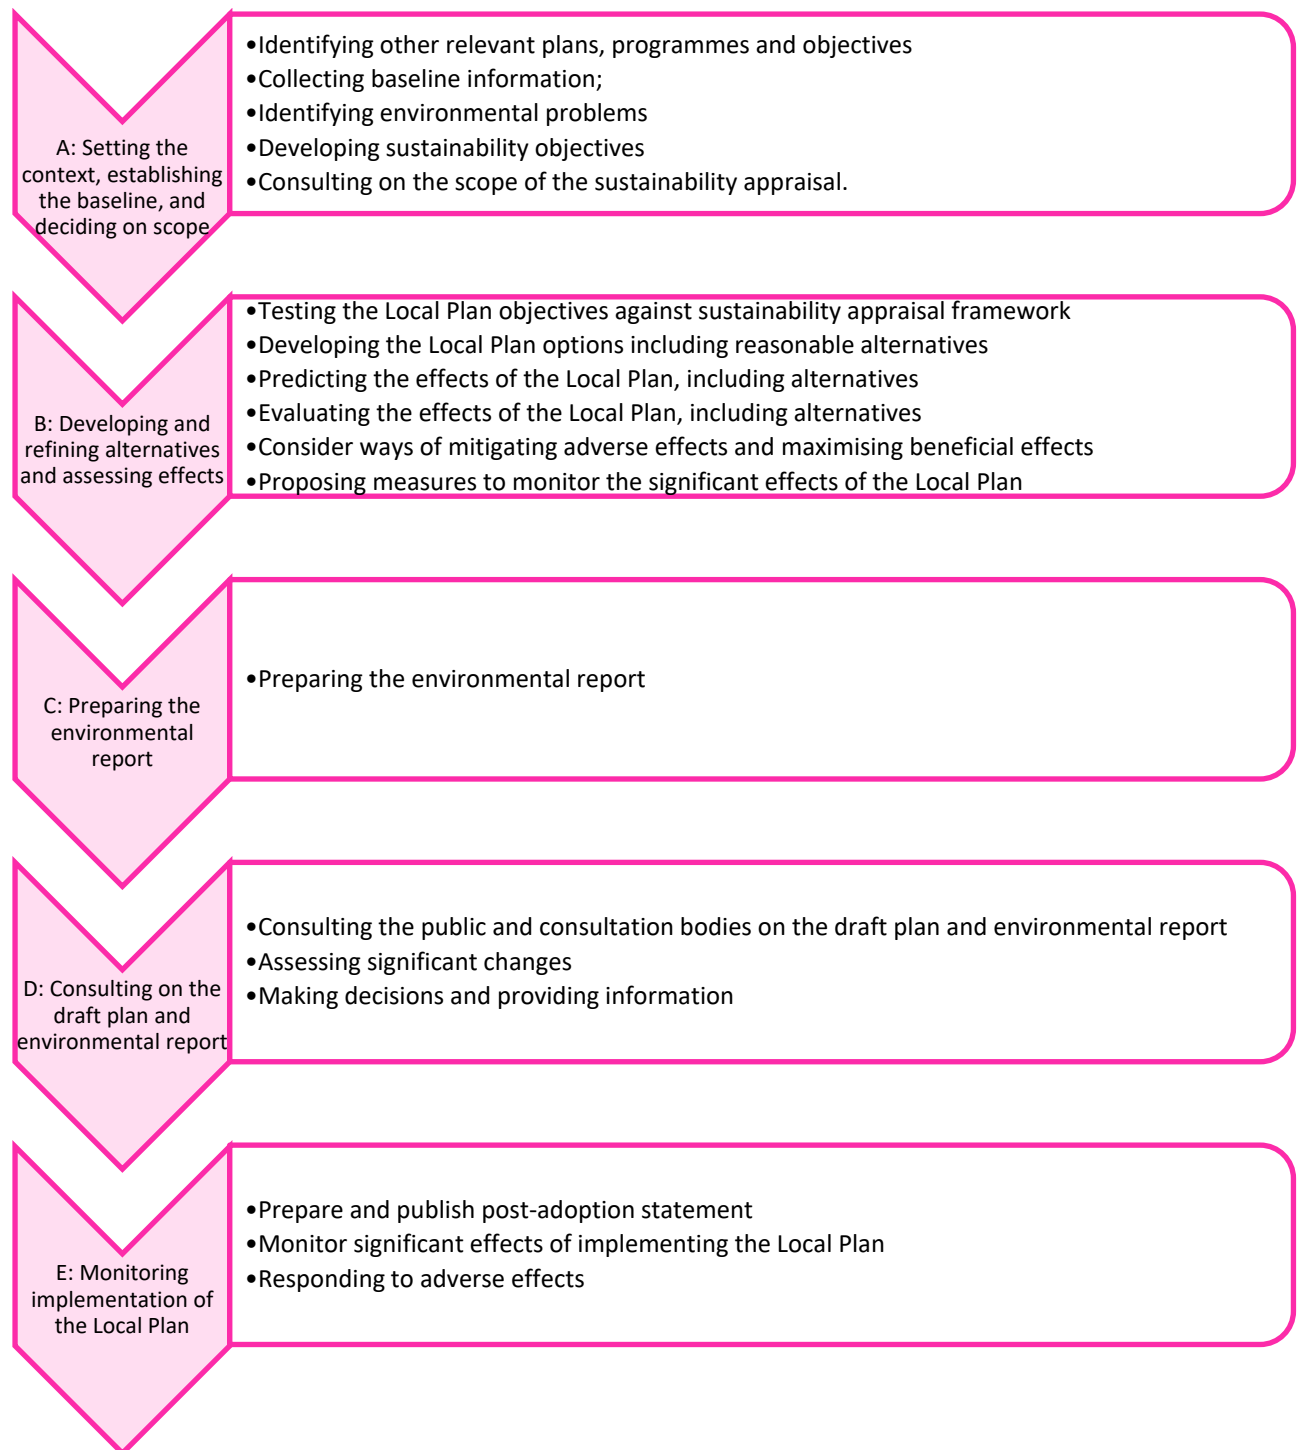 A: Setting the
context, establishing
the baseline, and
deciding on scope
•Identifying other relevant plans, programmes and objectives
•Collecting baseline information;
•Identifying environmental problems
•Developing sustainability objectives
•Consulting on the scope of the sustainability appraisal.
B: Developing and
refining alternatives
and assessing effects
•Testing the Local Plan objectives against sustainability appraisal framework
•Developing the Local Plan options including reasonable alternatives
•Predicting the effects of the Local Plan, including alternatives
•Evaluating the effects of the Local Plan, including alternatives
•Consider ways of mitigating adverse effects and maximising beneficial effects
•Proposing measures to monitor the significant effects of the Local Plan
C: Preparing the
environmental
report
•Preparing the environmental report
D: Consulting on the
draft plan and
environmental report
•Consulting the public and consultation bodies on the draft plan and environmental report
•Assessing significant changes
•Making decisions and providing information
E: Monitoring
implementation of
the Local Plan
•Prepare and publish post-adoption statement
•Monitor significant effects of implementing the Local Plan
•Responding to adverse effects